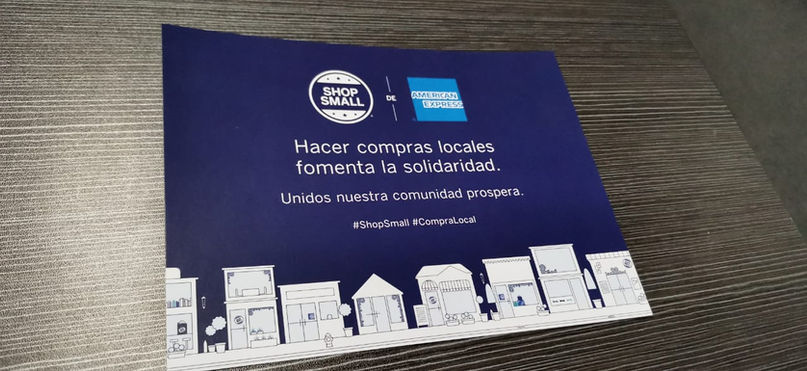 SHOP
SMALL
DE
AMERICAN
EXPRESS
Hacer compras locales
fomenta la solidaridad.
Unidos nuestra comunidad prospera.
#ShopSmall #CompraLocal